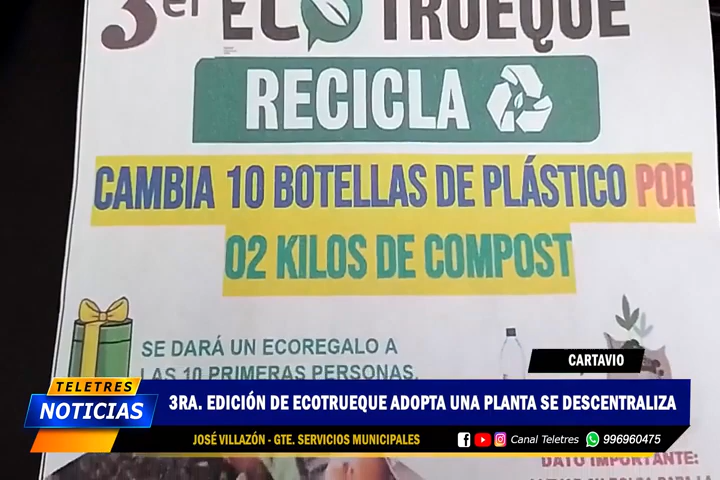 3er ECOTRUEQUE
RECICLA
CAMBIA 10 BOTELLAS DE PLÁSTICO POR
02 KILOS DE COMPOST
SE DARÁ UN ECOREGALO A
LAS 10 PRIMERAS PERSONAS.
CARTAVIO
TELETRES
NOTICIAS
3RA. EDICIÓN DE ECOTRUEQUE ADOPTA UNA PLANTA SE DESCENTRALIZA
JOSÉ VILLAZÓN - GTE. SERVICIOS MUNICIPALES
Canal Teletres 996960475
DATO IMPORTANTE: